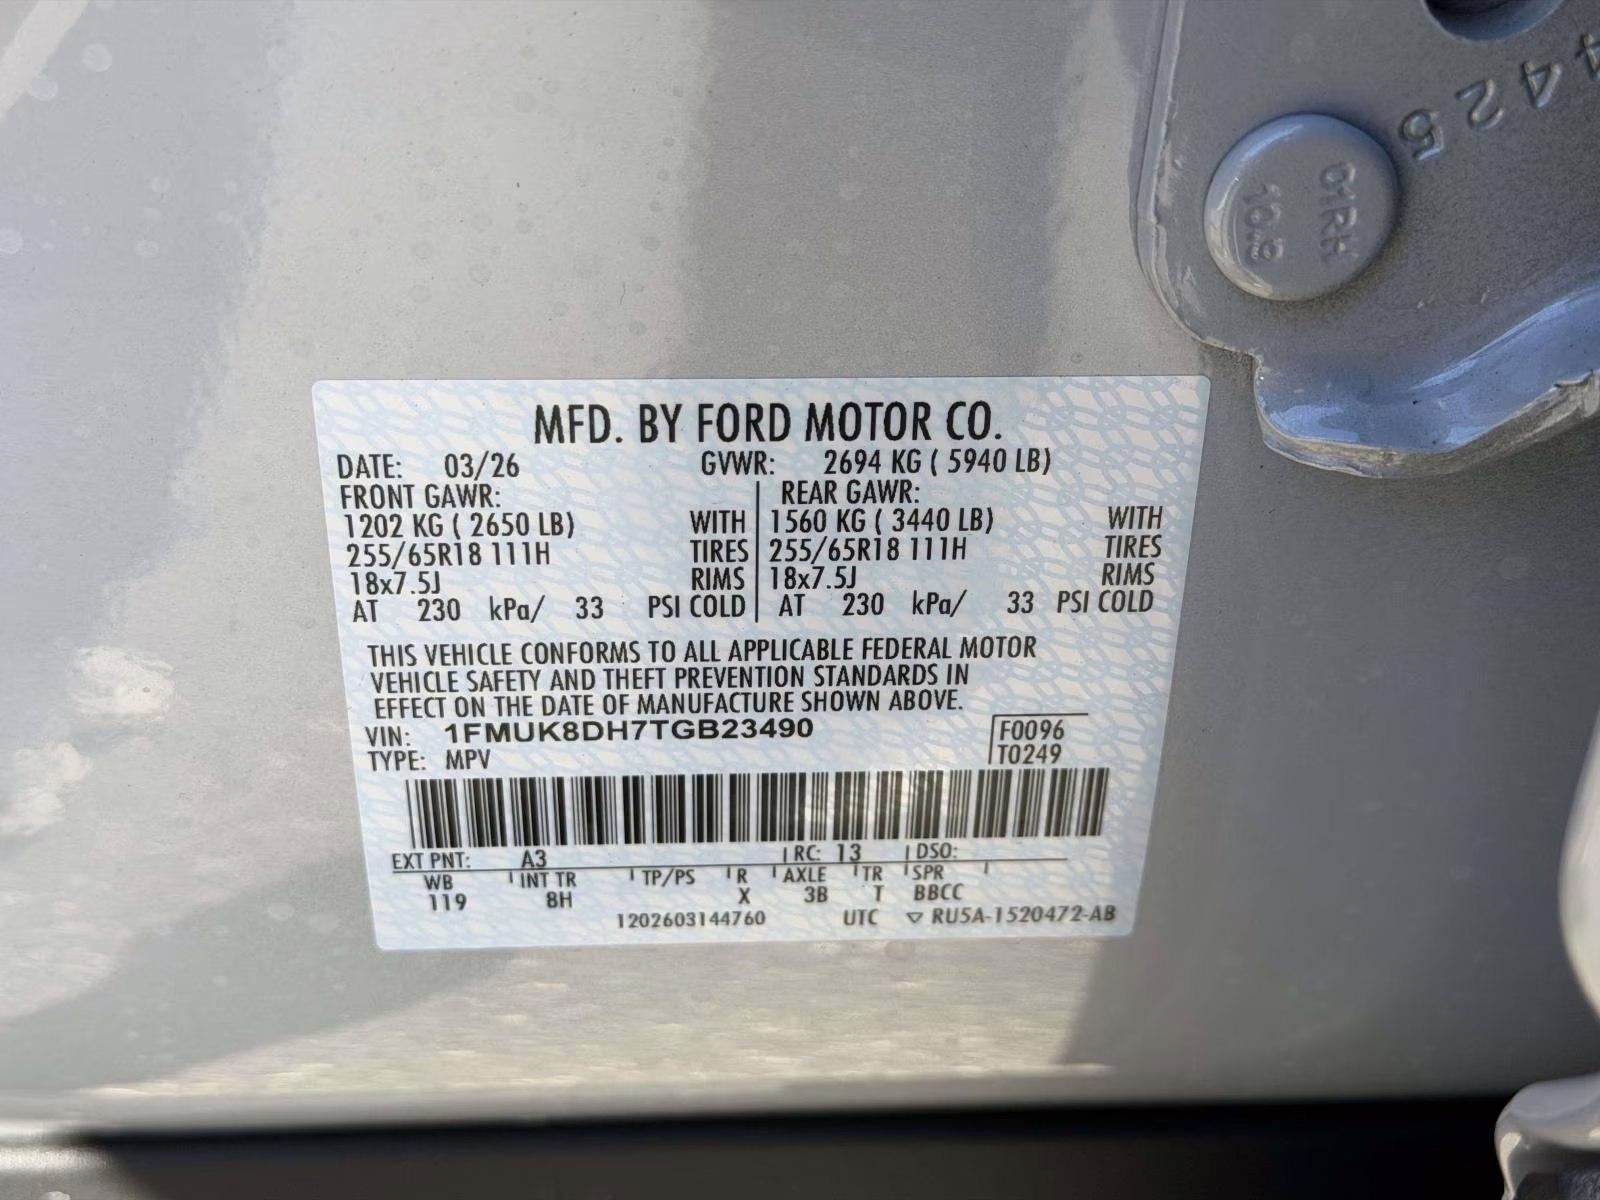 4425
01RH
10.9
MFD. BY FORD MOTOR CO.
DATE: 03/26 GVWR: 2694 KG ( 5940 LB)
FRONT GAWR: REAR GAWR:
1202 KG ( 2650 LB) WITH 1560 KG ( 3440 LB) WITH
255/65R18 111H TIRES 255/65R18 111H TIRES
18x7.5J RIMS 18x7.5J RIMS
AT 230 kPa/ 33 PSI COLD AT 230 kPa/ 33 PSI COLD
THIS VEHICLE CONFORMS TO ALL APPLICABLE FEDERAL MOTOR
VEHICLE SAFETY AND THEFT PREVENTION STANDARDS IN
EFFECT ON THE DATE OF MANUFACTURE SHOWN ABOVE.
VIN: 1FMUK8DH7TGB23490 F0096
TYPE: MPV T0249
EXT PNT: A3 RC: 13 DSO:
WB INT TR TP/PS R AXLE TR SPR
119 8H X 3B T BBCC
1202603144760 UTC ▽ RU5A-1520472-AB